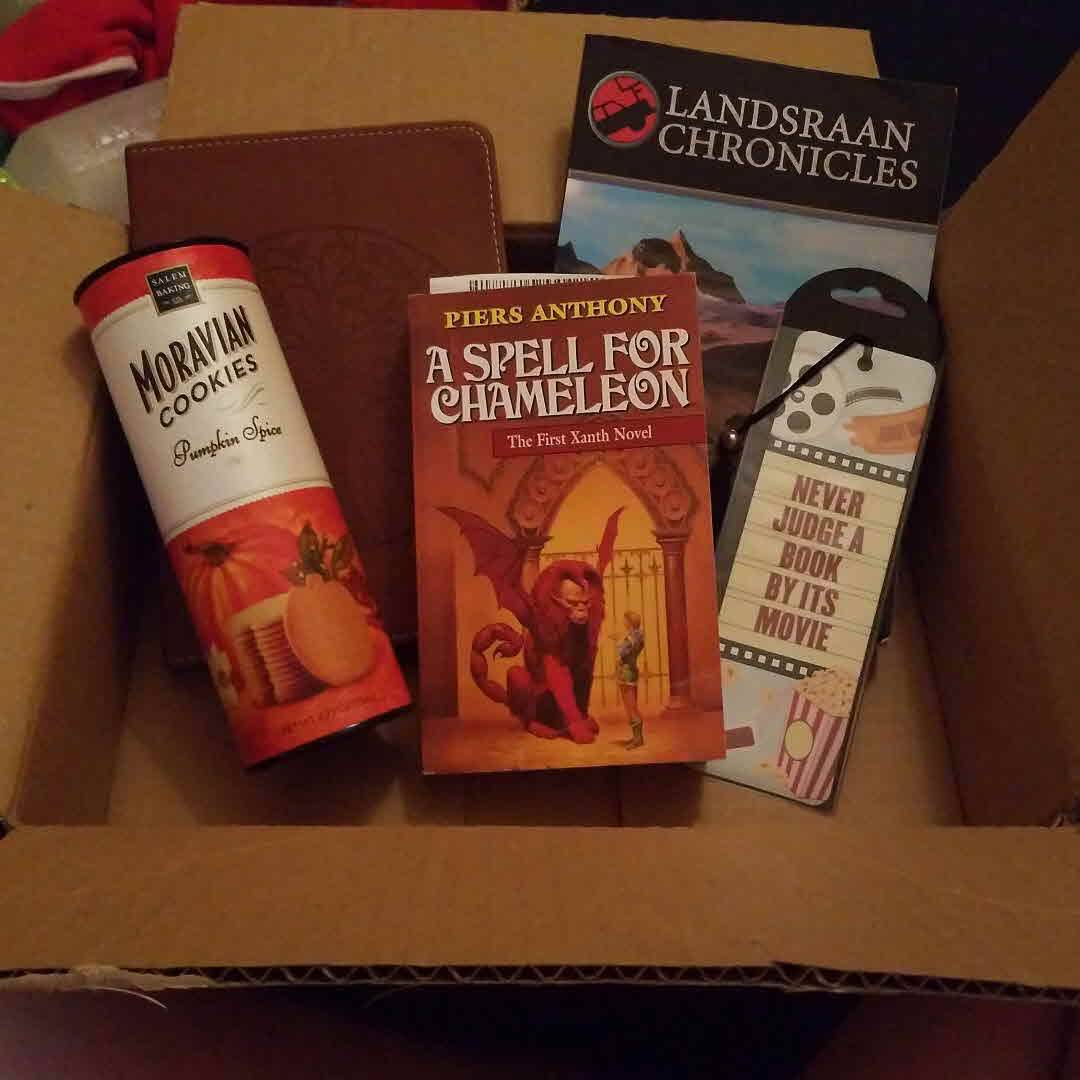 SALEM
BAKING
CO.
MORAVIAN
COOKIES
Pumpkin Spice
PIERS ANTHONY
A SPELL FOR
CHAMELEON
The First Xanth Novel
LANDSRAAN
CHRONICLES
NEVER
JUDGE A
BOOK
BY ITS
MOVIE